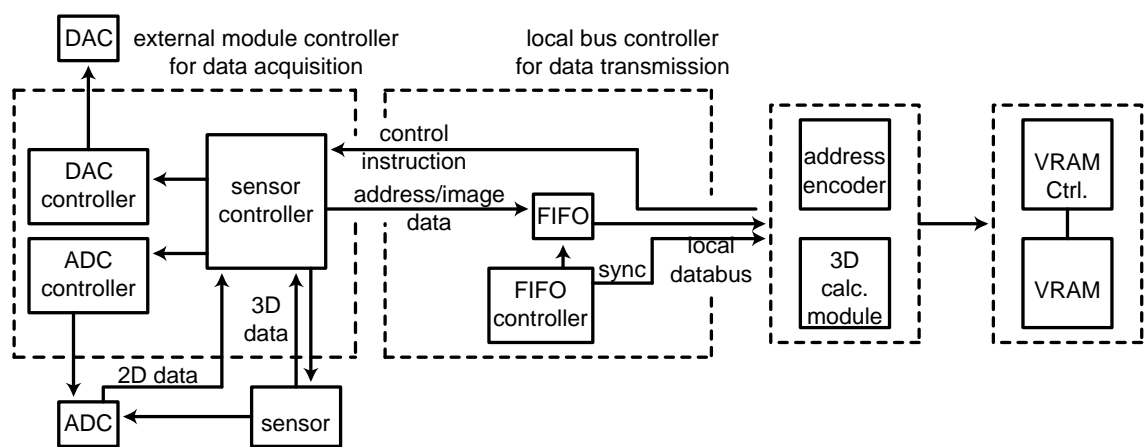 DAC
external module controller
for data acquisition
local bus controller
for data transmission
DAC
controller
sensor
controller
control
instruction
address/image
data
FIFO
address
encoder
VRAM
Ctrl.
ADC
controller
3D
data
sync
local
databus
FIFO
controller
3D
calc.
module
VRAM
2D data
ADC
sensor